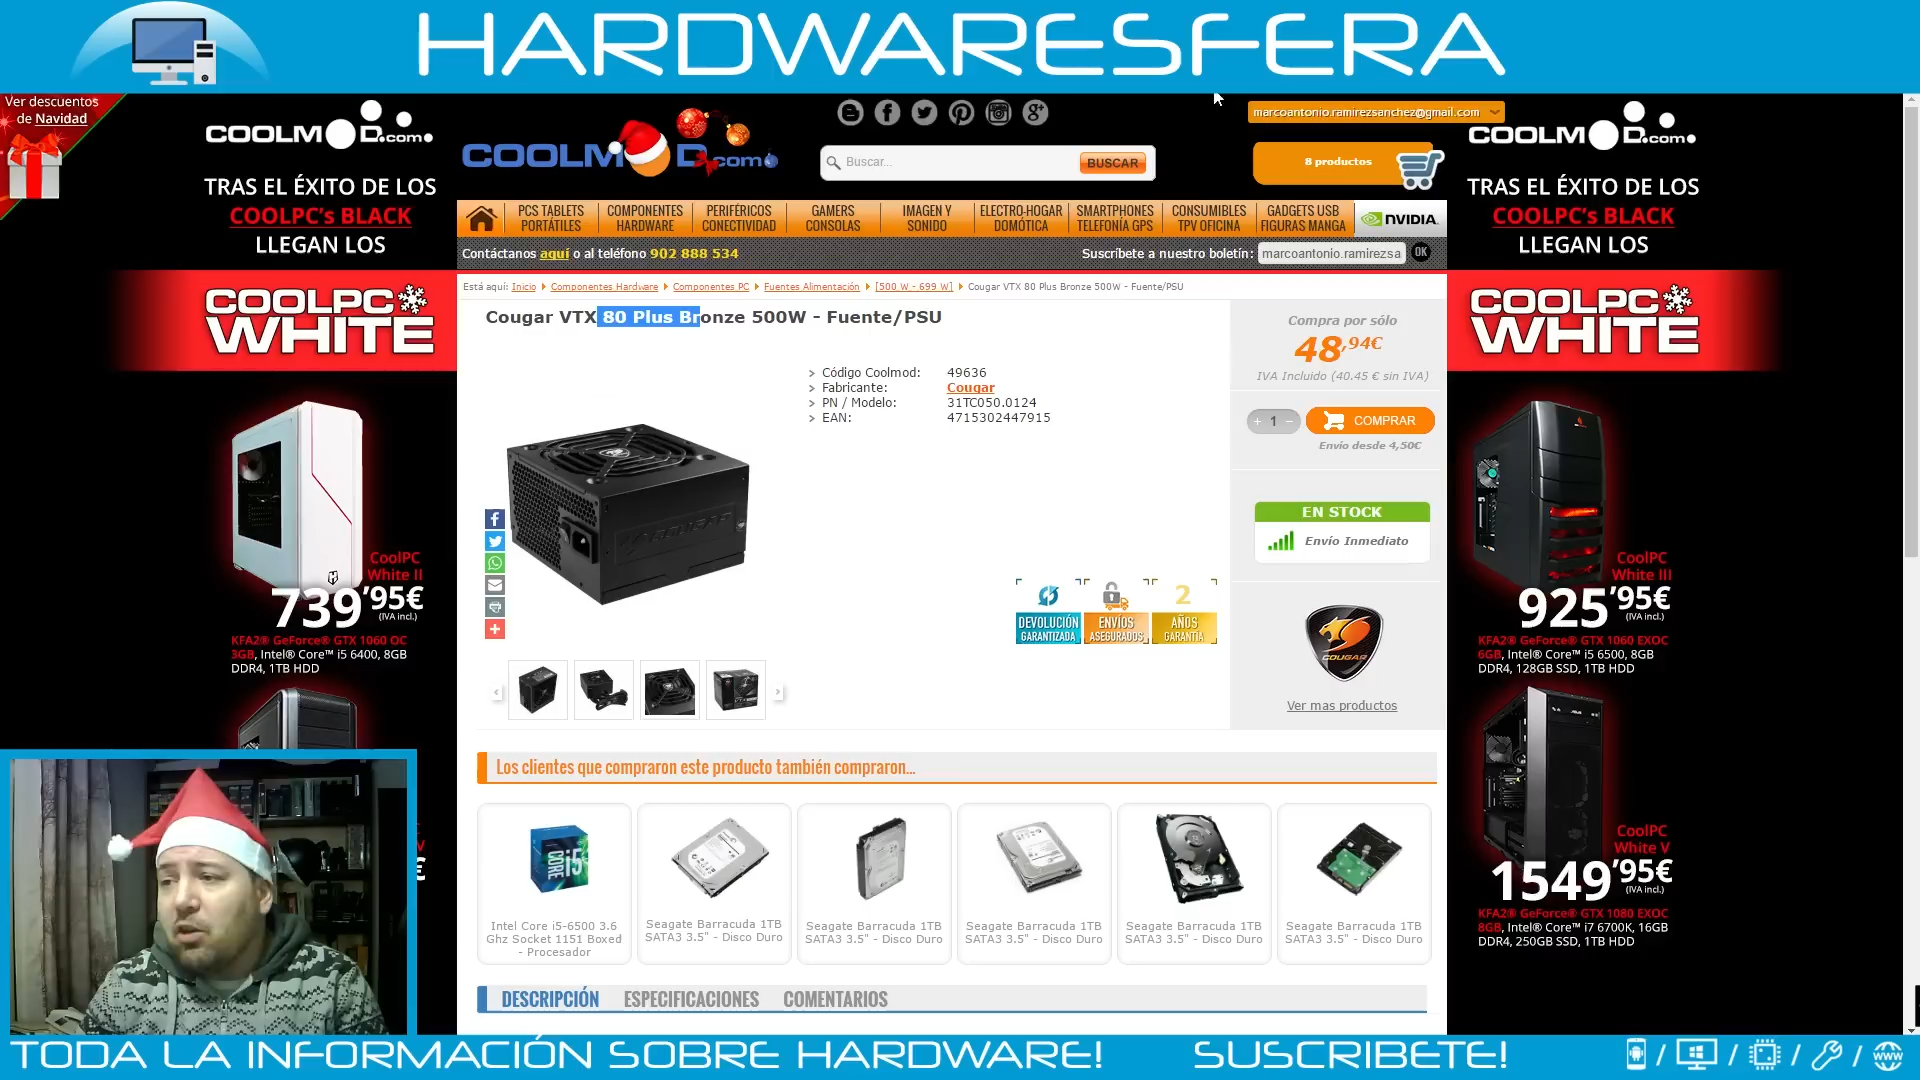 HARDWARESFERA
Ver descuentos
de Navidad
COOLMOD.com
TRAS EL ÉXITO DE LOS
COOLPC's BLACK
LLEGAN LOS
COOLPC
WHITE
CoolPC
White II
739'95€
(IVA incl.)
KFA2® GeForce® GTX 1060 OC
3GB, Intel® Core™ i5 6400, 8GB
DDR4, 1TB HDD
COOLMOD.com
Buscar...
BUSCAR
marcoantonio.ramirezsanchez@gmail.com
8 productos
PCS TABLETS
PORTÁTILES
COMPONENTES
HARDWARE
PERIFÉRICOS
CONECTIVIDAD
GAMERS
CONSOLAS
IMAGEN Y
SONIDO
ELECTRO-HOGAR
DOMÓTICA
SMARTPHONES
TELEFONÍA GPS
CONSUMIBLES
TPV OFICINA
GADGETS USB
FIGURAS MANGA
NVIDIA.
Contáctanos aquí o al teléfono 902 888 534
Suscríbete a nuestro boletín: marcoantonio.ramirezsa OK
Está aquí: Inicio Componentes Hardware Componentes PC Fuentes Alimentación [500 W - 699 W] Cougar VTX 80 Plus Bronze 500W - Fuente/PSU
Cougar VTX 80 Plus Bronze 500W - Fuente/PSU
Código Coolmod: 49636
Fabricante: Cougar
PN / Modelo: 31TC050.0124
EAN: 4715302447915
COUGAR
DEVOLUCIÓN
GARANTIZADA
ENVÍOS
ASEGURADOS
2
AÑOS
GARANTÍA
Compra por sólo
48,94€
IVA Incluido (40.45 € sin IVA)
+ 1 -
COMPRAR
Envio desde 4,50€
EN STOCK
Envío Inmediato
COUGAR
Ver mas productos
Los clientes que compraron este producto también compraron...
CORE i5
Intel Core i5-6500 3.6
Ghz Socket 1151 Boxed
- Procesador
Seagate Barracuda 1TB
SATA3 3.5" - Disco Duro
Seagate Barracuda 1TB
SATA3 3.5" - Disco Duro
Seagate Barracuda 1TB
SATA3 3.5" - Disco Duro
Seagate Barracuda 1TB
SATA3 3.5" - Disco Duro
Seagate Barracuda 1TB
SATA3 3.5" - Disco Duro
DESCRIPCIÓN ESPECIFICACIONES COMENTARIOS
COOLMOD.com
TRAS EL ÉXITO DE LOS
COOLPC's BLACK
LLEGAN LOS
COOLPC
WHITE
CoolPC
White III
925'95€
(IVA incl.)
KFA2® GeForce® GTX 1060 EXOC
6GB, Intel® Core™ i5 6500, 8GB
DDR4, 128GB SSD, 1TB HDD
CoolPC
White V
1549'95€
(IVA incl.)
KFA2® GeForce® GTX 1080 EXOC
8GB, Intel® Core™ i7 6700K, 16GB
DDR4, 250GB SSD, 1TB HDD
TODA LA INFORMACIÓN SOBRE HARDWARE! SUSCRIBETE!
/ / / /
WWW